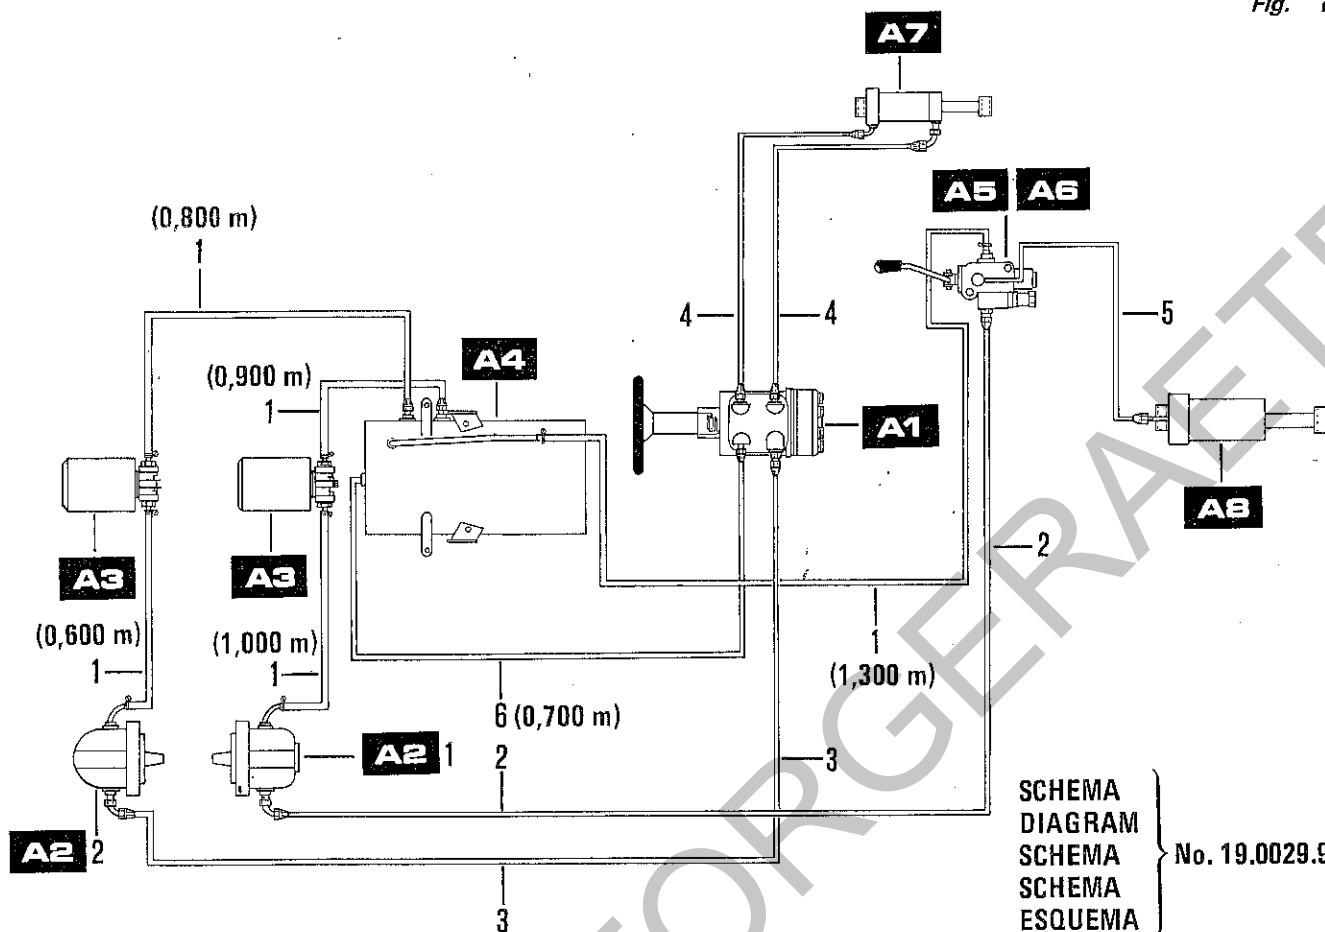 Fig.
A7
A5 A6
(0,800 m)
1
4
4
5
A4
(0,900 m)
1
A1
A8
A3
A3
2
(0,600 m)
1
(1,000 m)
1
1
(1,300 m)
6 (0,700 m)
A2 1
2
3
A2 2
3
SCHEMA
DIAGRAM
SCHEMA
SCHEMA
ESQUEMA
No. 19.0029.9
ORGERAET